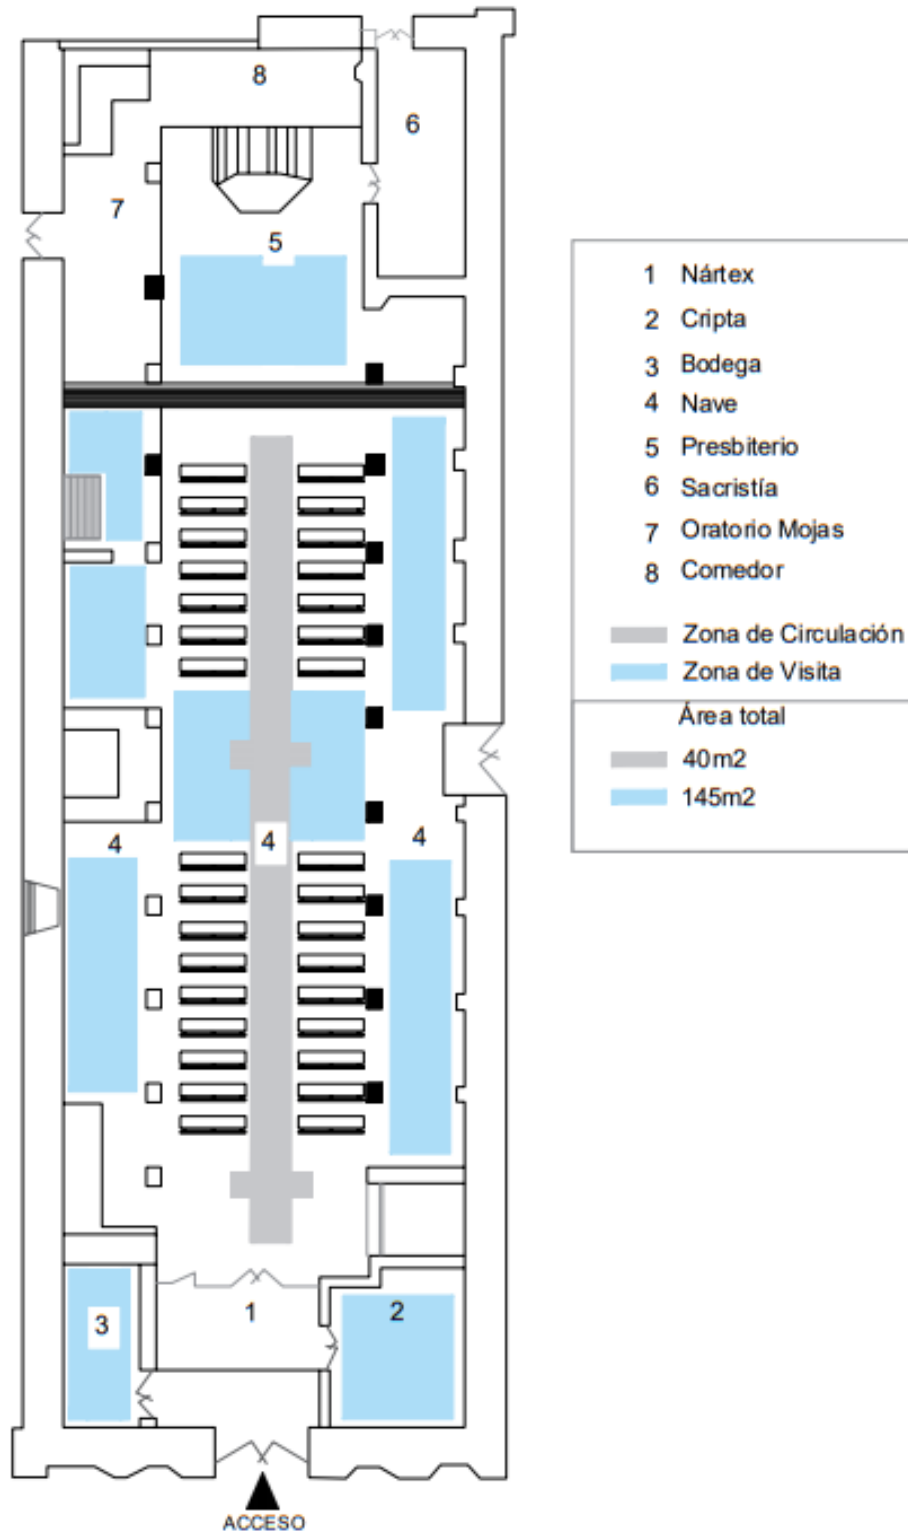 8
6
7
5
4
4
4
3
1
2
ACCESO
1 Nártex
2 Cripta
3 Bodega
4 Nave
5 Presbiterio
6 Sacristía
7 Oratorio Mojas
8 Comedor
Zona de Circulación
Zona de Visita
Área total
40m2
145m2